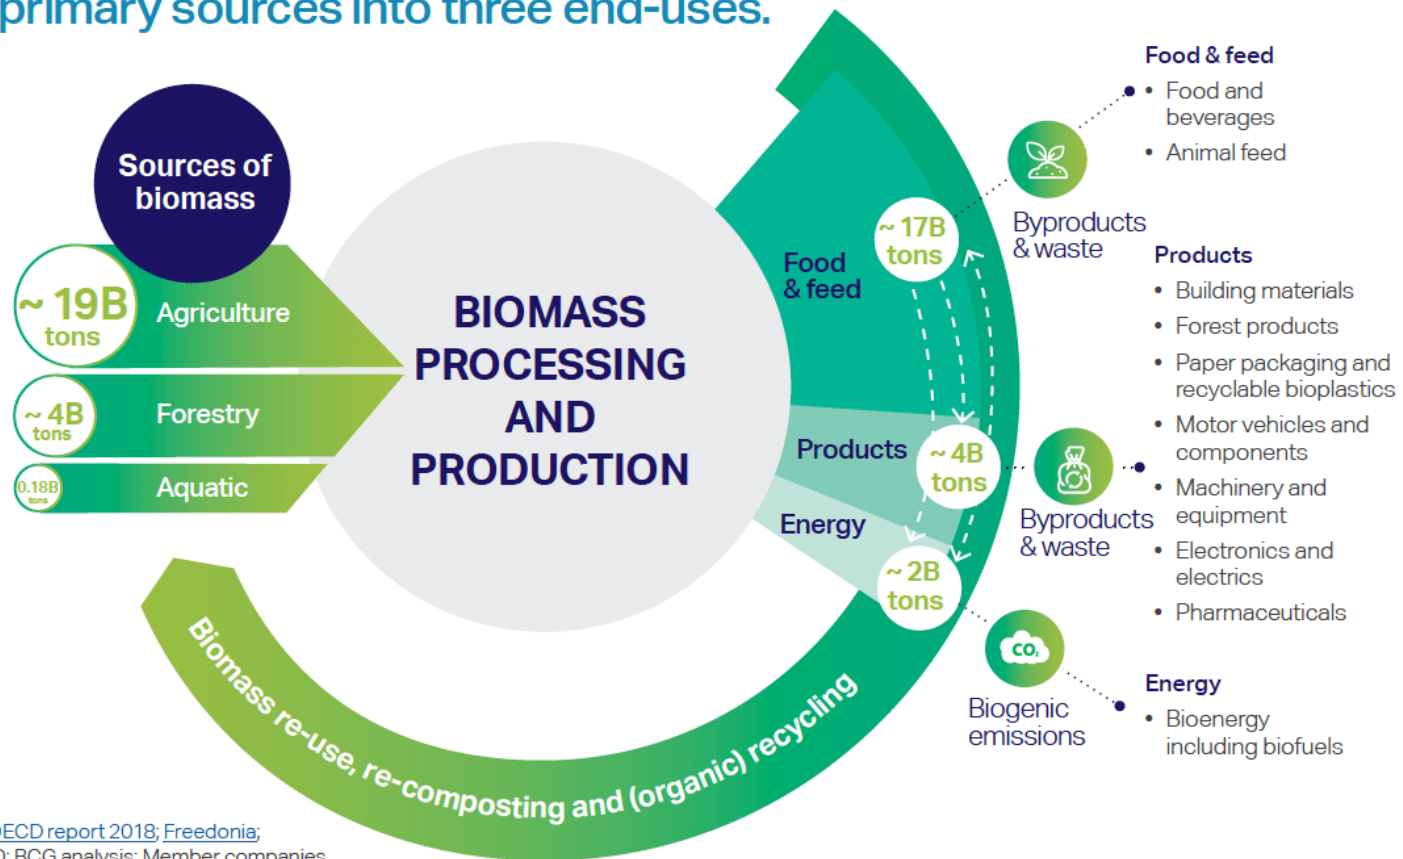 primary sources into three end-uses.
Sources of
biomass
~ 19B
tons
Agriculture
~ 4B
tons
Forestry
0.18B
tons
Aquatic
BIOMASS
PROCESSING
AND
PRODUCTION
Food
& feed
~ 17B
tons
Products
~ 4B
tons
Energy
~ 2B
tons
Biomass re-use, re-composting and (organic) recycling
Byproducts
& waste
Byproducts
& waste
CO₂
Biogenic
emissions
Food & feed
• Food and
beverages
• Animal feed
Products
• Building materials
• Forest products
• Paper packaging and
recyclable bioplastics
• Motor vehicles and
components
• Machinery and
equipment
• Electronics and
electrics
• Pharmaceuticals
Energy
• Bioenergy
including biofuels
OECD report 2018; Freedonia;
BCG analysis; Member companies